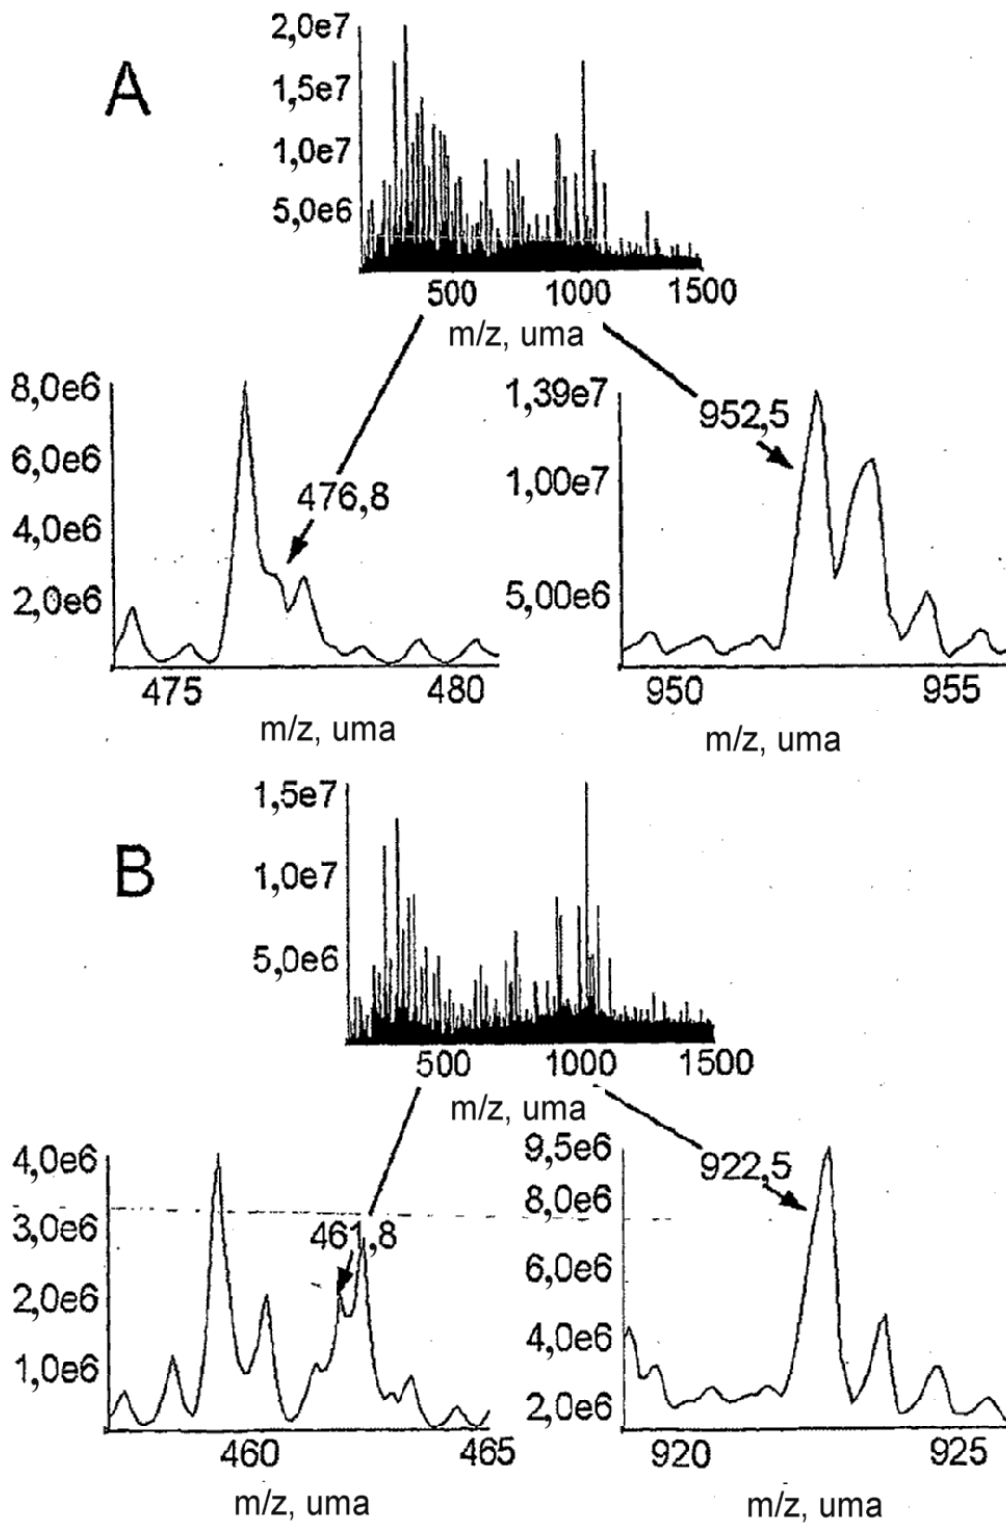 A
2,0e7
1,5e7
1,0e7
5,0e6
500 1000 1500
m/z, uma
8,0e6
6,0e6
4,0e6
2,0e6
476,8
475 480
m/z, uma
1,39e7
1,00e7
5,00e6
952,5
950 955
m/z, uma
B
1,5e7
1,0e7
5,0e6
500 1000 1500
m/z, uma
4,0e6
3,0e6
2,0e6
1,0e6
461,8
460 465
m/z, uma
9,5e6
8,0e6
6,0e6
4,0e6
2,0e6
922,5
920 925
m/z, uma